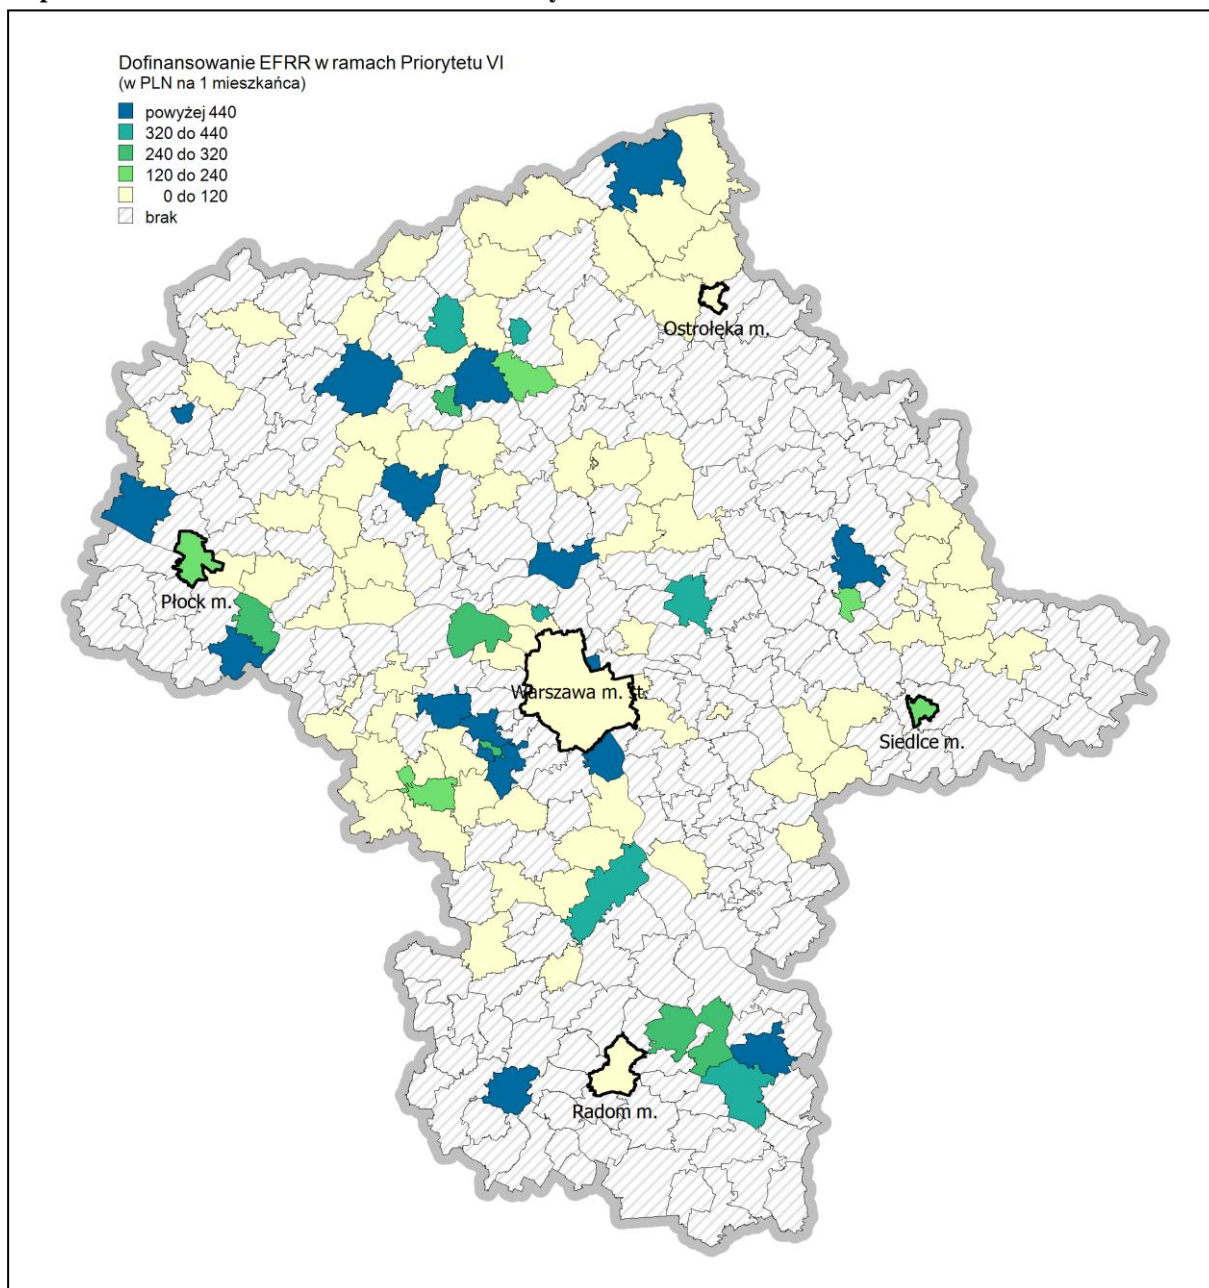 Dofinansowanie EFRR w ramach Priorytetu VI
(w PLN na 1 mieszkańca)
powyżej 440
320 do 440
240 do 320
120 do 240
0 do 120
brak
Ostrołęka m.
Płock m.
Warszawa m. st.
Siedlce m.
Radom m.